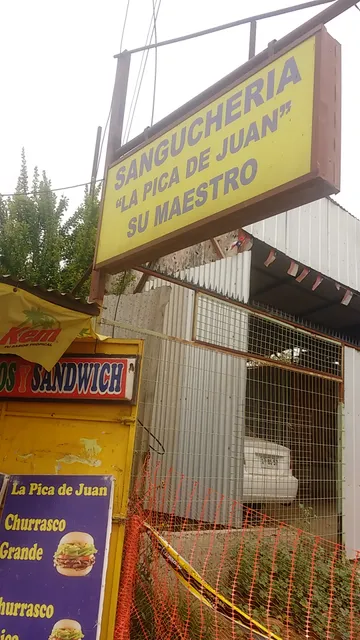 SANGUCHERIA
"LA PICA DE JUAN"
SU MAESTRO
Kem
OS Y SANDWICH
La Pica de Juan
Churrasco
Grande
hurrasco